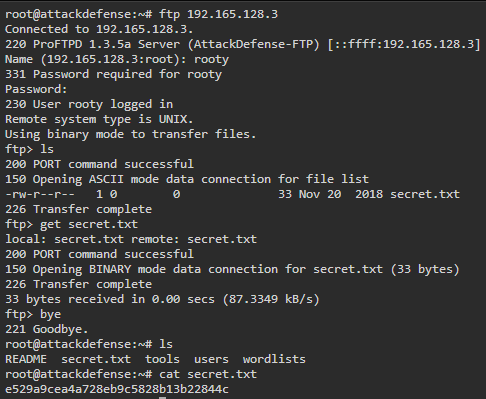 root@attackdefense:~# ftp 192.165.128.3
Connected to 192.165.128.3.
220 ProFTPD 1.3.5a Server (AttackDefense-FTP) [::ffff:192.165.128.3]
Name (192.165.128.3:root): rooty
331 Password required for rooty
Password:
230 User rooty logged in
Remote system type is UNIX.
Using binary mode to transfer files.
ftp> ls
200 PORT command successful
150 Opening ASCII mode data connection for file list
-rw-r--r--   1 0        0              33 Nov 20  2018 secret.txt
226 Transfer complete
ftp> get secret.txt
local: secret.txt remote: secret.txt
200 PORT command successful
150 Opening BINARY mode data connection for secret.txt (33 bytes)
226 Transfer complete
33 bytes received in 0.00 secs (87.3349 kB/s)
ftp> bye
221 Goodbye.
root@attackdefense:~# ls
README  secret.txt  tools  users  wordlists
root@attackdefense:~# cat secret.txt
e529a9cea4a728eb9c5828b13b22844c